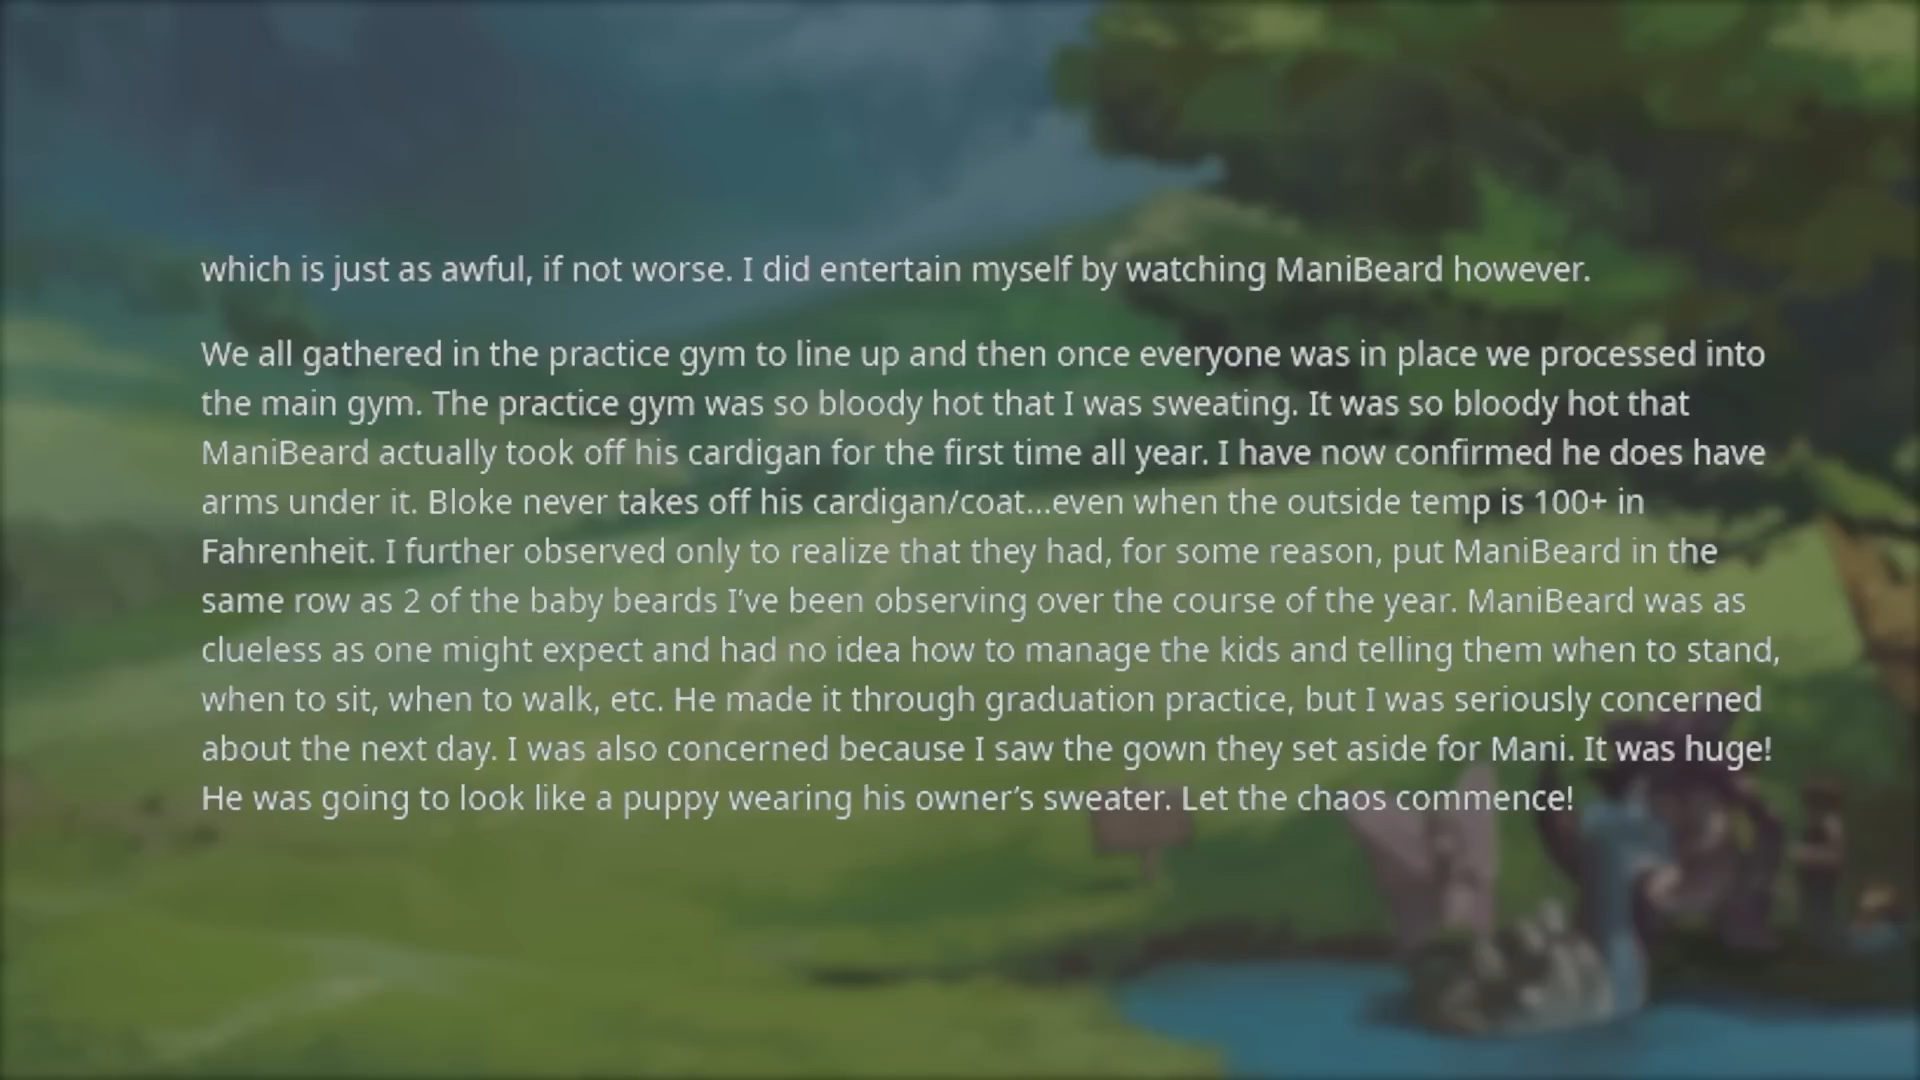 which is just as awful, if not worse. I did entertain myself by watching ManiBeard however.
We all gathered in the practice gym to line up and then once everyone was in place we processed into
the main gym. The practice gym was so bloody hot that I was sweating. It was so bloody hot that
ManiBeard actually took off his cardigan for the first time all year. I have now confirmed he does have
arms under it. Bloke never takes off his cardigan/coat...even when the outside temp is 100+ in
Fahrenheit. I further observed only to realize that they had, for some reason, put ManiBeard in the
same row as 2 of the baby beards I’ve been observing over the course of the year. ManiBeard was as
clueless as one might expect and had no idea how to manage the kids and telling them when to stand,
when to sit, when to walk, etc. He made it through graduation practice, but I was seriously concerned
about the next day. I was also concerned because I saw the gown they set aside for Mani. It was huge!
He was going to look like a puppy wearing his owner’s sweater. Let the chaos commence!